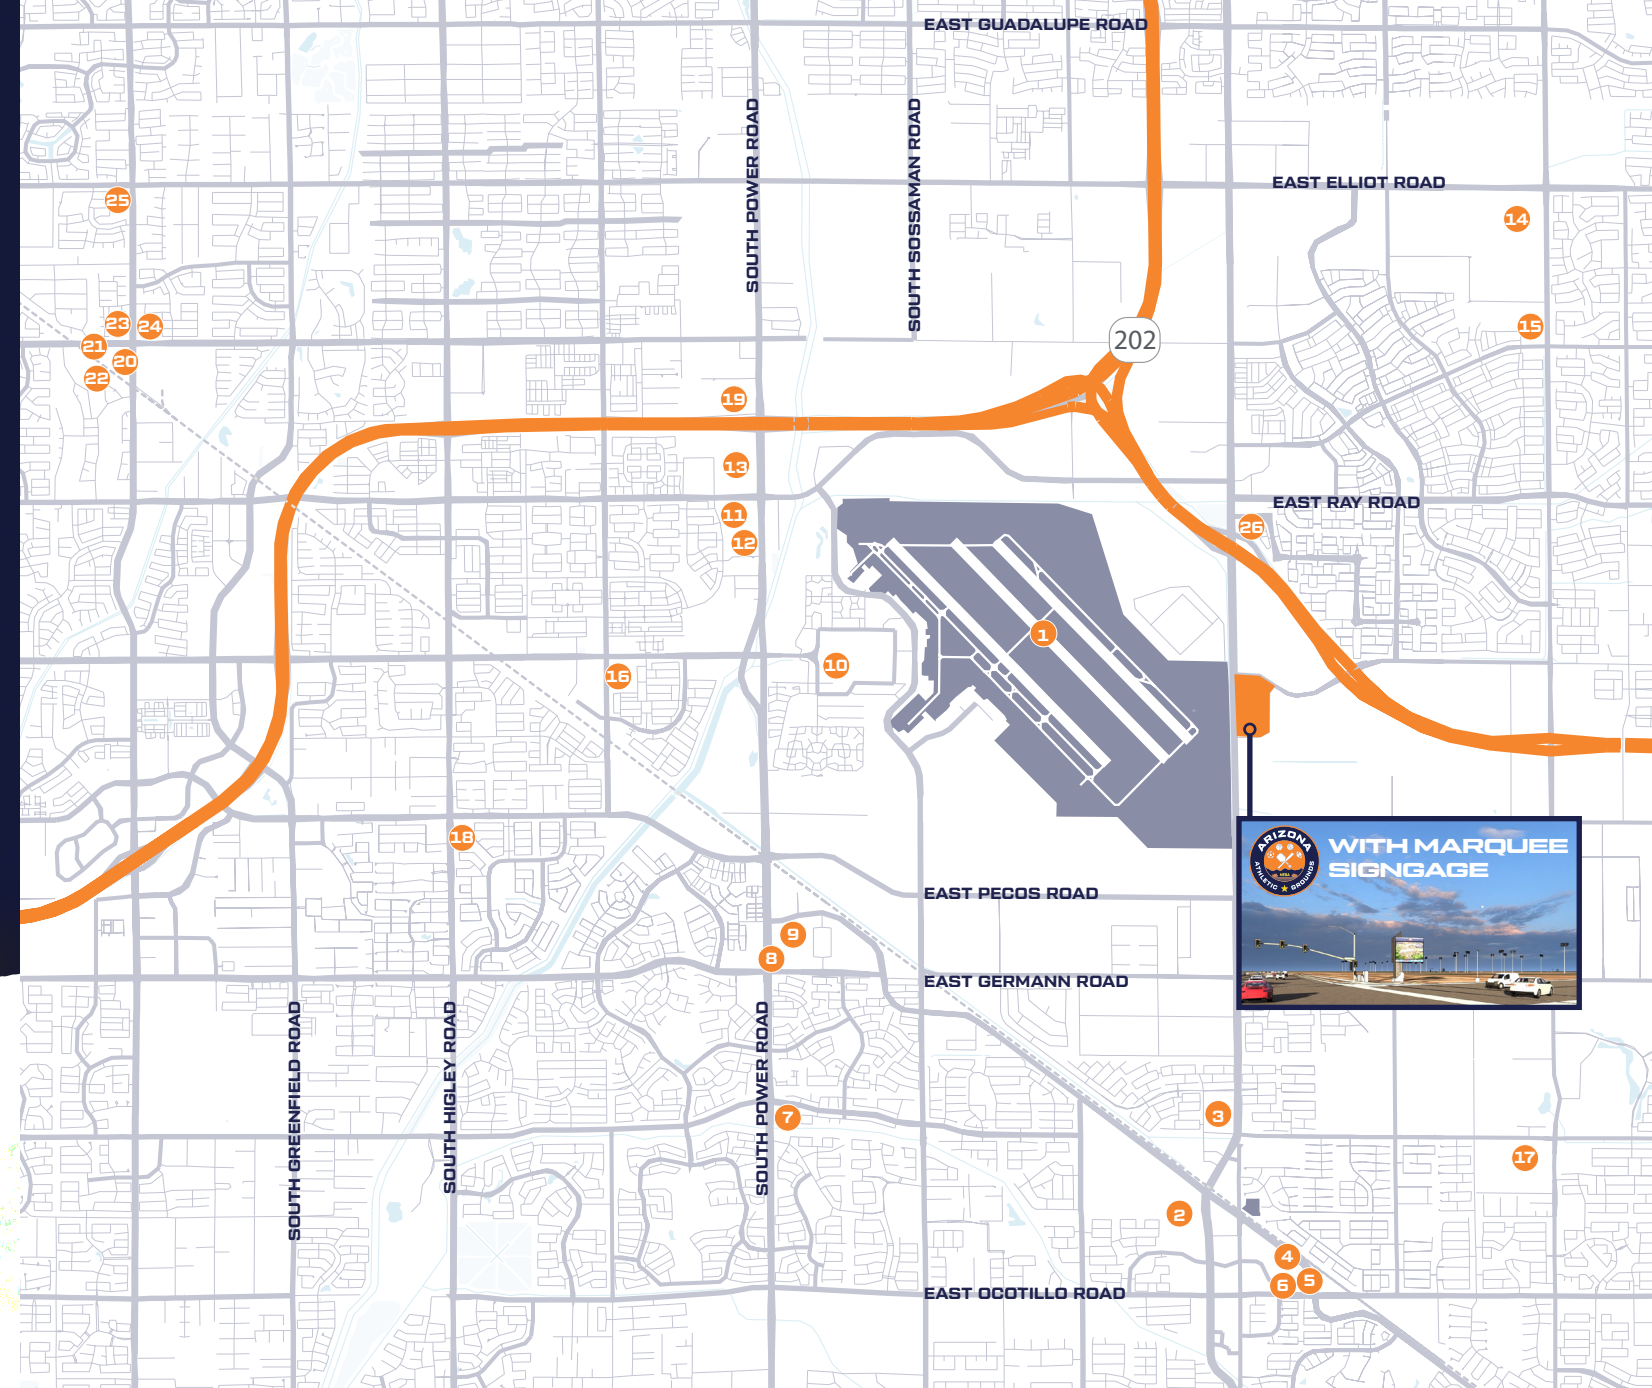 EAST GUADALUPE ROAD
SOUTH POWER ROAD
SOUTH SOSSAMAN ROAD
EAST ELLIOT ROAD
25
14
23
24
15
202
21
20
22
19
13
EAST RAY ROAD
11
26
12
1
10
16
18
ARIZONA
ATHLETIC ★ GROUNDS
WITH MARQUEE
SIGNGAGE
EAST PECOS ROAD
9
8
EAST GERMANN ROAD
SOUTH GREENFIELD ROAD
SOUTH HIGLEY ROAD
SOUTH POWER ROAD
7
3
17
2
4
5
6
EAST OCOTILLO ROAD